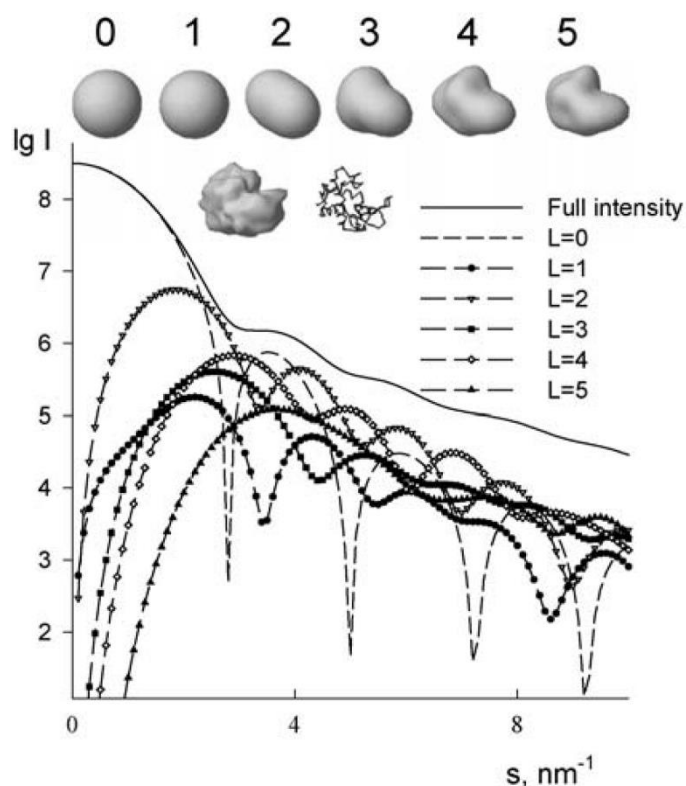 0 1 2 3 4 5
lg I
8
7
6
5
4
3
2
0 4 8
s, nm⁻¹
Full intensity
L=0
L=1
L=2
L=3
L=4
L=5